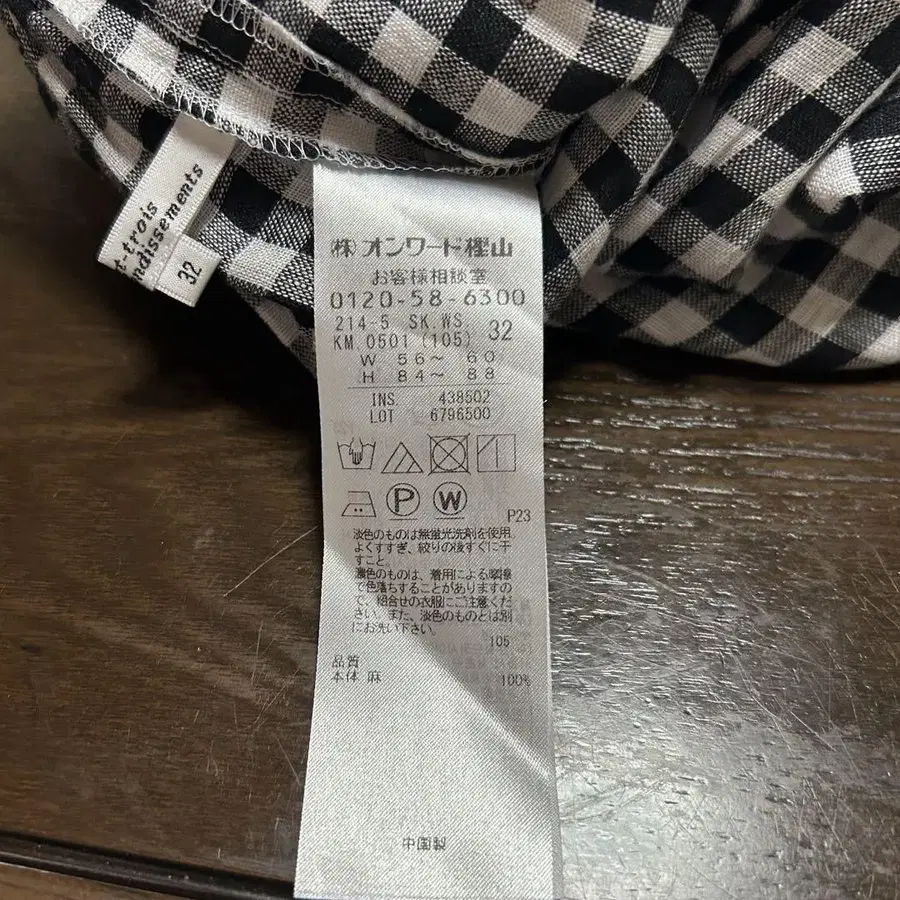 t-trois
ndissements
32
㈱オンワード樫山
お客様相談室
0120-58-6300
214-5 SK.WS.
KM 0501 (105) 32
W 56～ 60
H 84～ 88
INS. 438502
LOT 6796500
P W
P23
淡色のものは無蛍光洗剤を使用
よくすすぎ、絞りの後すぐに干
すこと。
濃色のものは、着用による摩擦
で色落ちすることがありますの
で、組合せの衣服にご注意くだ
さい。また、淡色のものとは別
にお洗い下さい。
105
品質
本体 麻 100%
中国製